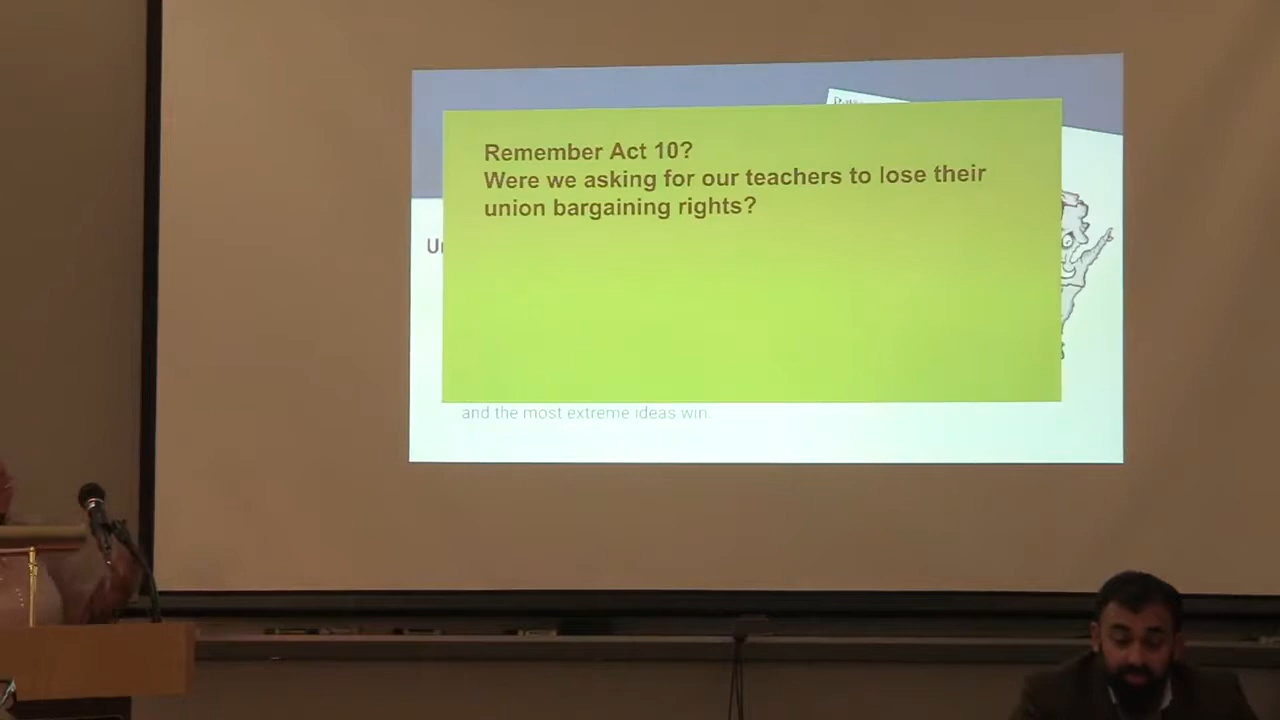 Remember Act 10?
Were we asking for our teachers to lose their
union bargaining rights?
and the most extreme ideas win.